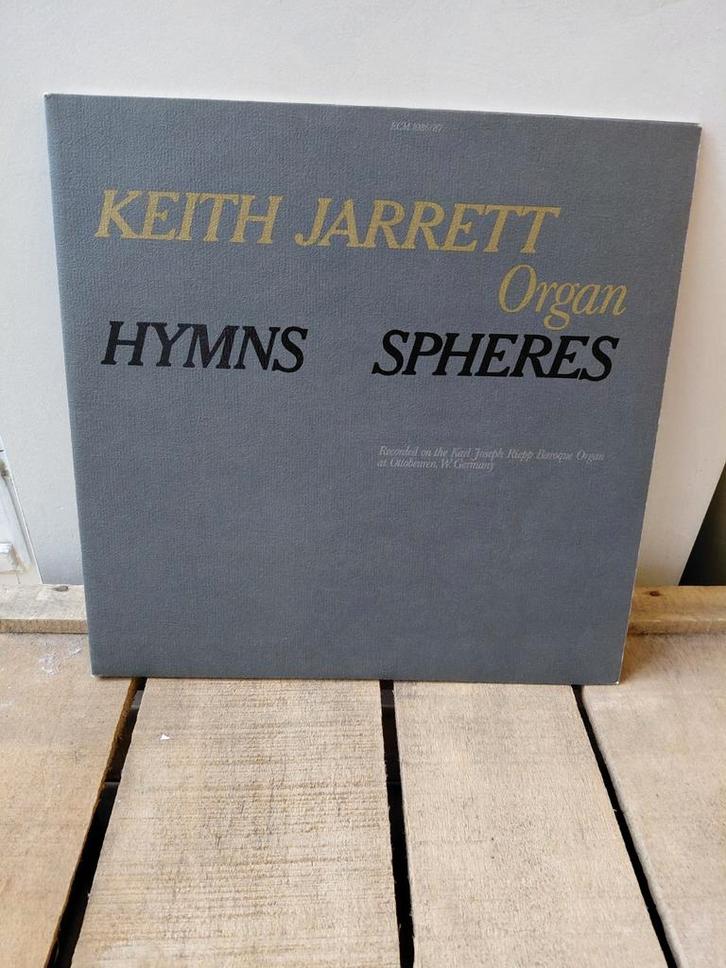 ECM 1086/87
KEITH JARRETT
Organ
HYMNS SPHERES
Recorded on the Karl Joseph Riepp Baroque Organ
at Ottobeuren, W. Germany